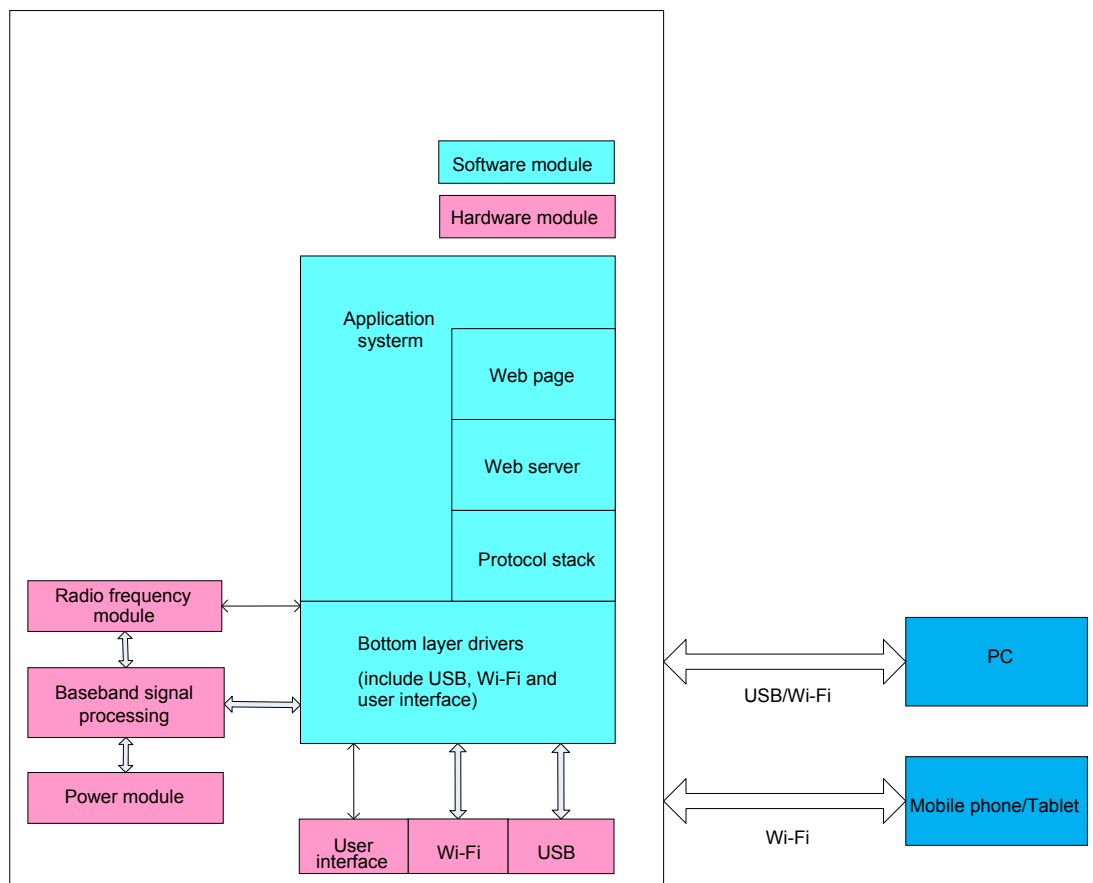 Software module
Hardware module
Application
systerm
Web page
Web server
Protocol stack
Radio frequency
module
Bottom layer drivers
(include USB, Wi-Fi and
user interface)
Baseband signal
processing
Power module
User
interface
Wi-Fi
USB
PC
USB/Wi-Fi
Mobile phone/Tablet
Wi-Fi